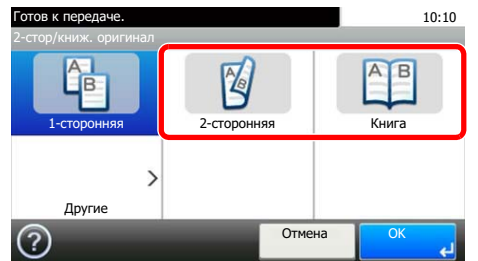 Готов к передаче. 10:10
2-стор/книж. оригинал
A B A B A B
1-сторонняя 2-сторонняя Книга
Другие
? Отмена OK